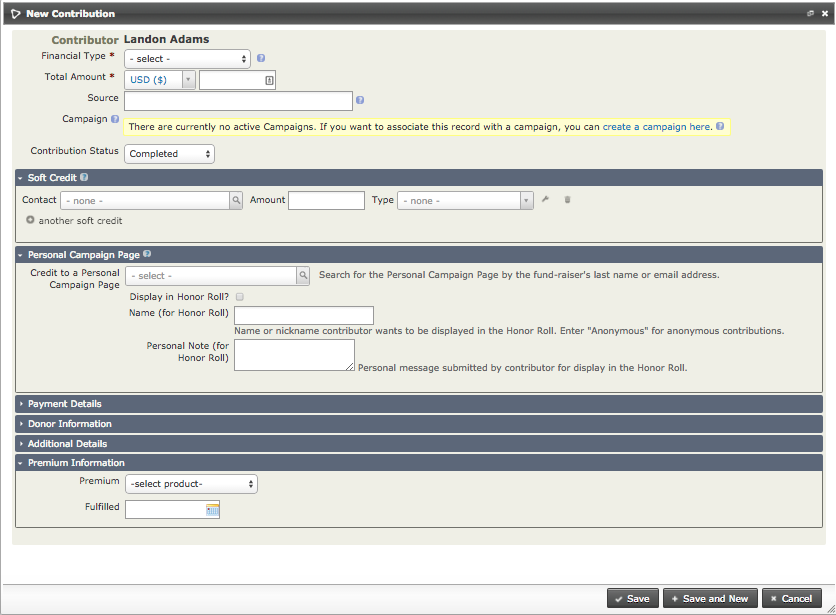 New Contribution
Contributor Landon Adams
Financial Type * - select -
Total Amount * USD ($)
Source
Campaign There are currently no active Campaigns. If you want to associate this record with a campaign, you can create a campaign here.
Contribution Status Completed
Soft Credit
Contact - none - Amount Type - none -
another soft credit
Personal Campaign Page
Credit to a Personal - select - Search for the Personal Campaign Page by the fund-raiser's last name or email address.
Campaign Page
Display in Honor Roll?
Name (for Honor Roll)
Name or nickname contributor wants to be displayed in the Honor Roll. Enter "Anonymous" for anonymous contributions.
Personal Note (for
Honor Roll)
Personal message submitted by contributor for display in the Honor Roll.
Payment Details
Donor Information
Additional Details
Premium Information
Premium -select product-
Fulfilled
Save Save and New Cancel